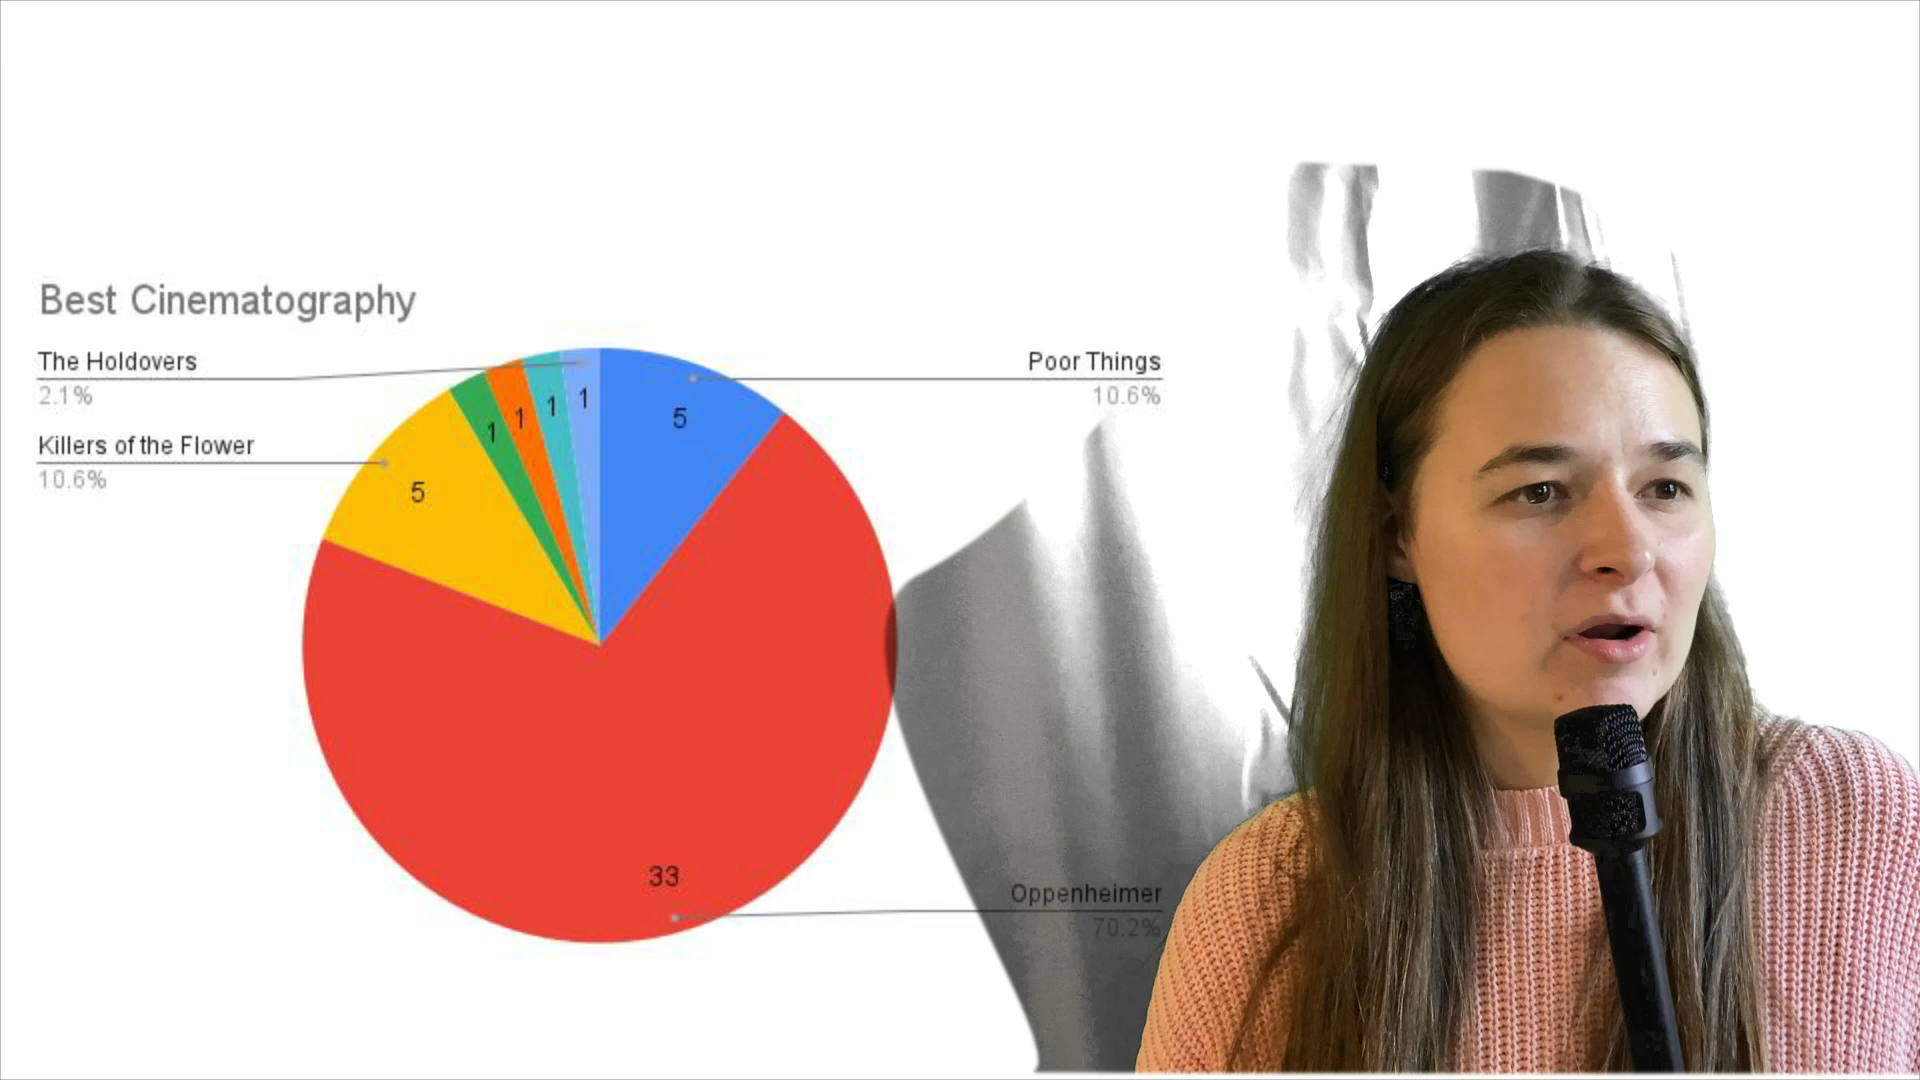 Best Cinematography
The Holdovers
2.1%
Killers of the Flower
10.6%
Poor Things
10.6%
5
1
1
1
1
5
33
Oppenheimer
70.2%